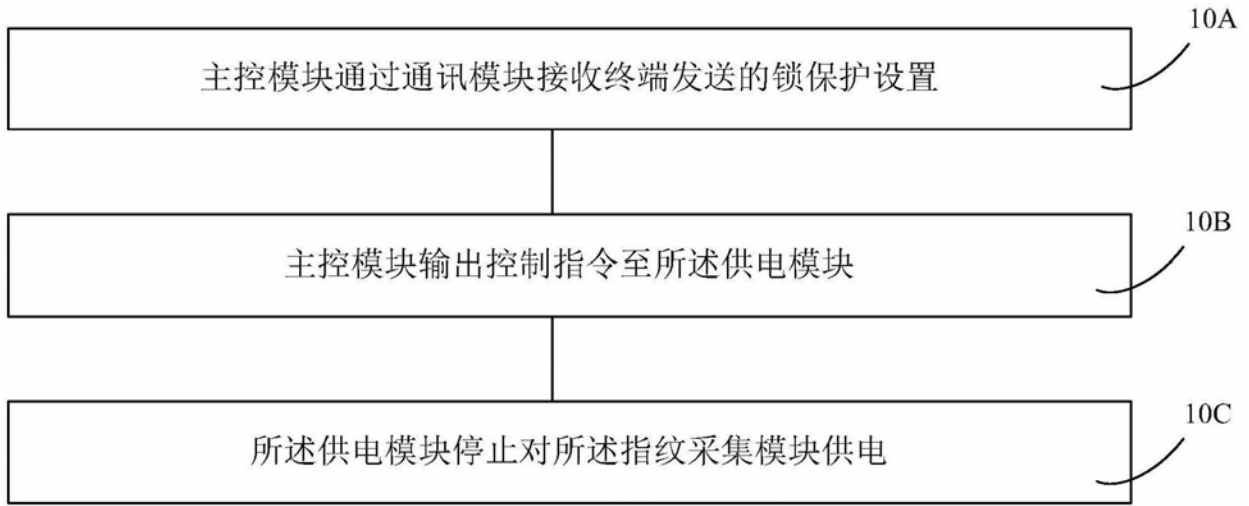 10A
主控模块通过通讯模块接收终端发送的锁保护设置
10B
主控模块输出控制指令至所述供电模块
10C
所述供电模块停止对所述指纹采集模块供电